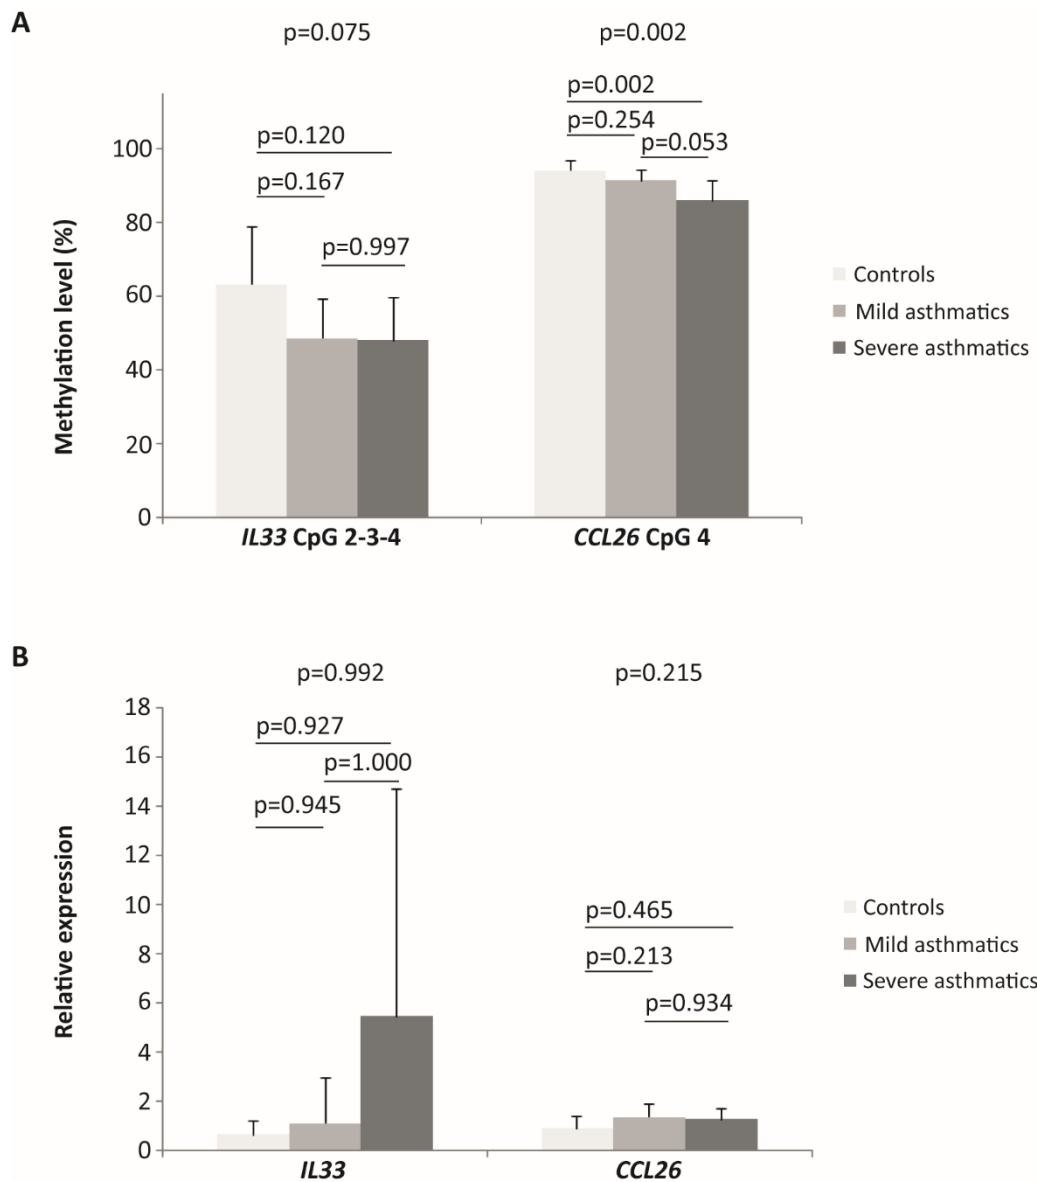 A
p=0.075 p=0.002
p=0.002
p=0.120 p=0.254
p=0.053
p=0.167
p=0.997
100
80
60
40
20
0
Methylation level (%)
Controls
Mild asthmatics
Severe asthmatics
IL33 CpG 2-3-4 CCL26 CpG 4
B
p=0.992 p=0.215
18
16
14
12
10
8
6
4
2
0
Relative expression
p=0.927
p=1.000
p=0.945
p=0.465
p=0.213
p=0.934
Controls
Mild asthmatics
Severe asthmatics
IL33 CCL26